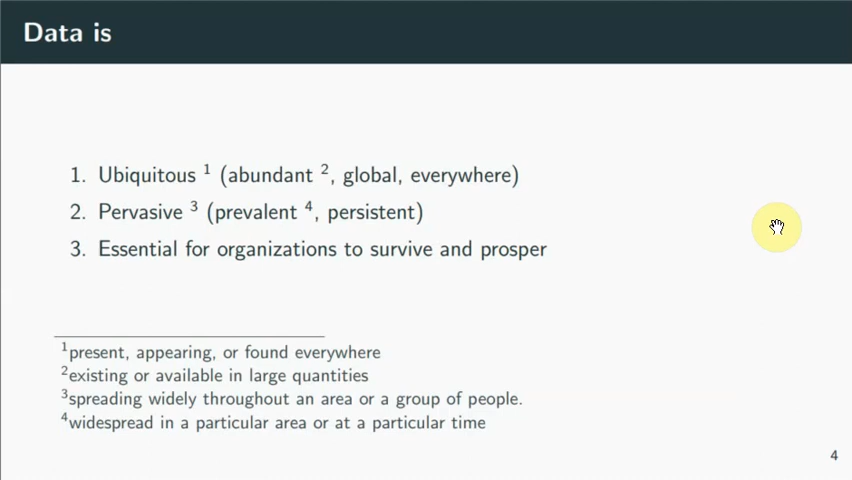 Data is
1. Ubiquitous ¹ (abundant ², global, everywhere)
2. Pervasive ³ (prevalent ⁴, persistent)
3. Essential for organizations to survive and prosper
¹present, appearing, or found everywhere
²existing or available in large quantities
³spreading widely throughout an area or a group of people.
⁴widespread in a particular area or at a particular time
4